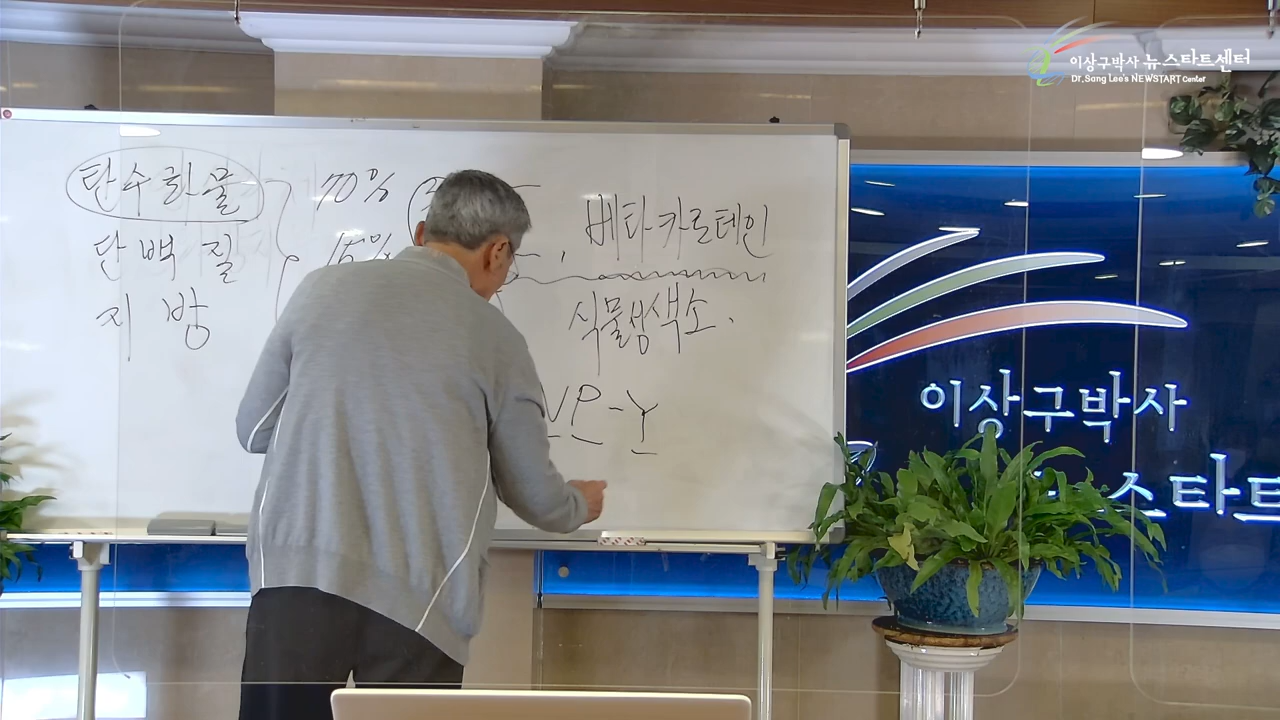 이상구박사 뉴스타트센터
Dr. Sang Lee's NEWSTART Center
탄수화물 70%
단백질 15%
지방
베타카로테인
식물성색소.
NP-Y
이상구박사
스타트